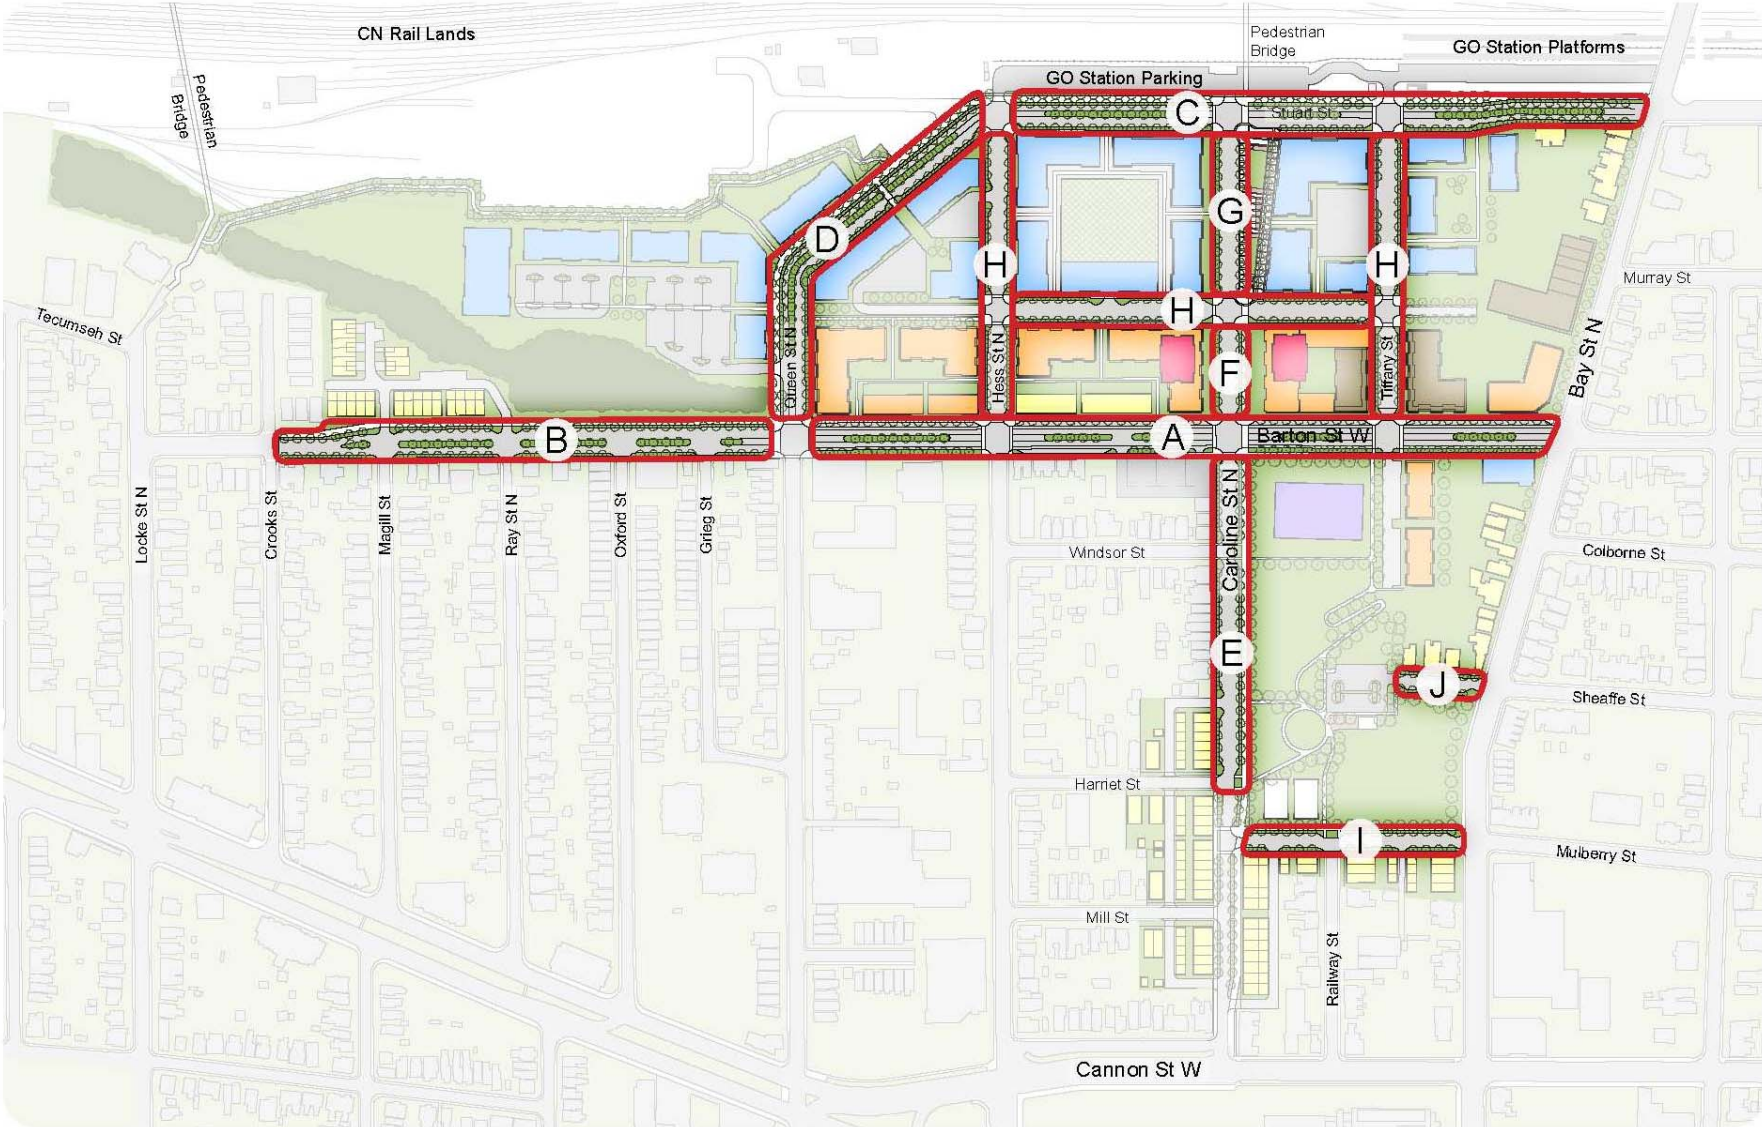 CN Rail Lands
Pedestrian
Bridge
GO Station Platforms
Pedestrian
Bridge
GO Station Parking
C
Stuart St
G
D
H
H
Murray St
H
Tecumseh St
Queen St N
Hess St N
F
Tiffany St
Bay St N
B
A
Barton St W
Locke St N
Crooks St
Magill St
Ray St N
Oxford St
Grieg St
Caroline St N
Windsor St
Colborne St
E
J
Sheaffe St
Harriet St
I
Mulberry St
Mill St
Railway St
Cannon St W